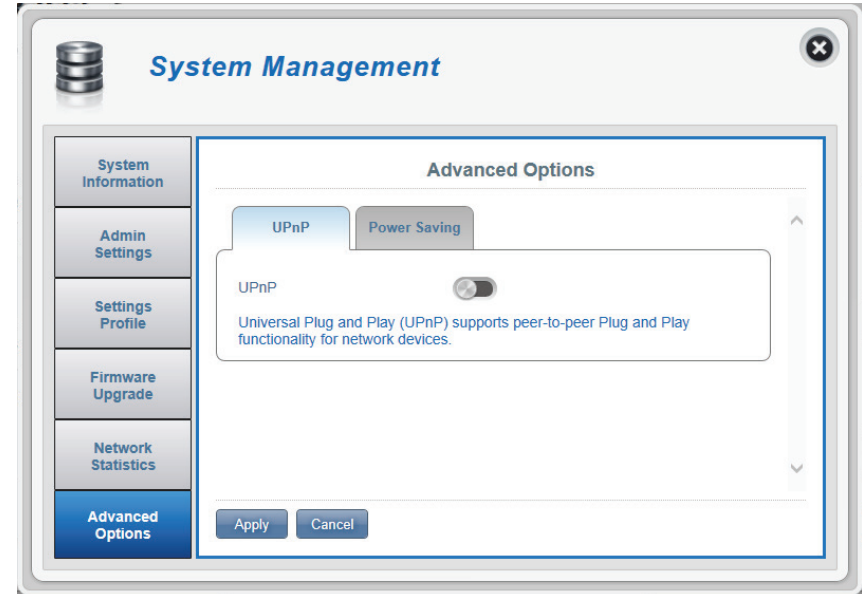 System Management
System
Information
Admin
Settings
Settings
Profile
Firmware
Upgrade
Network
Statistics
Advanced
Options
Advanced Options
UPnP
Power Saving
UPnP
Universal Plug and Play (UPnP) supports peer-to-peer Plug and Play
functionality for network devices.
Apply
Cancel